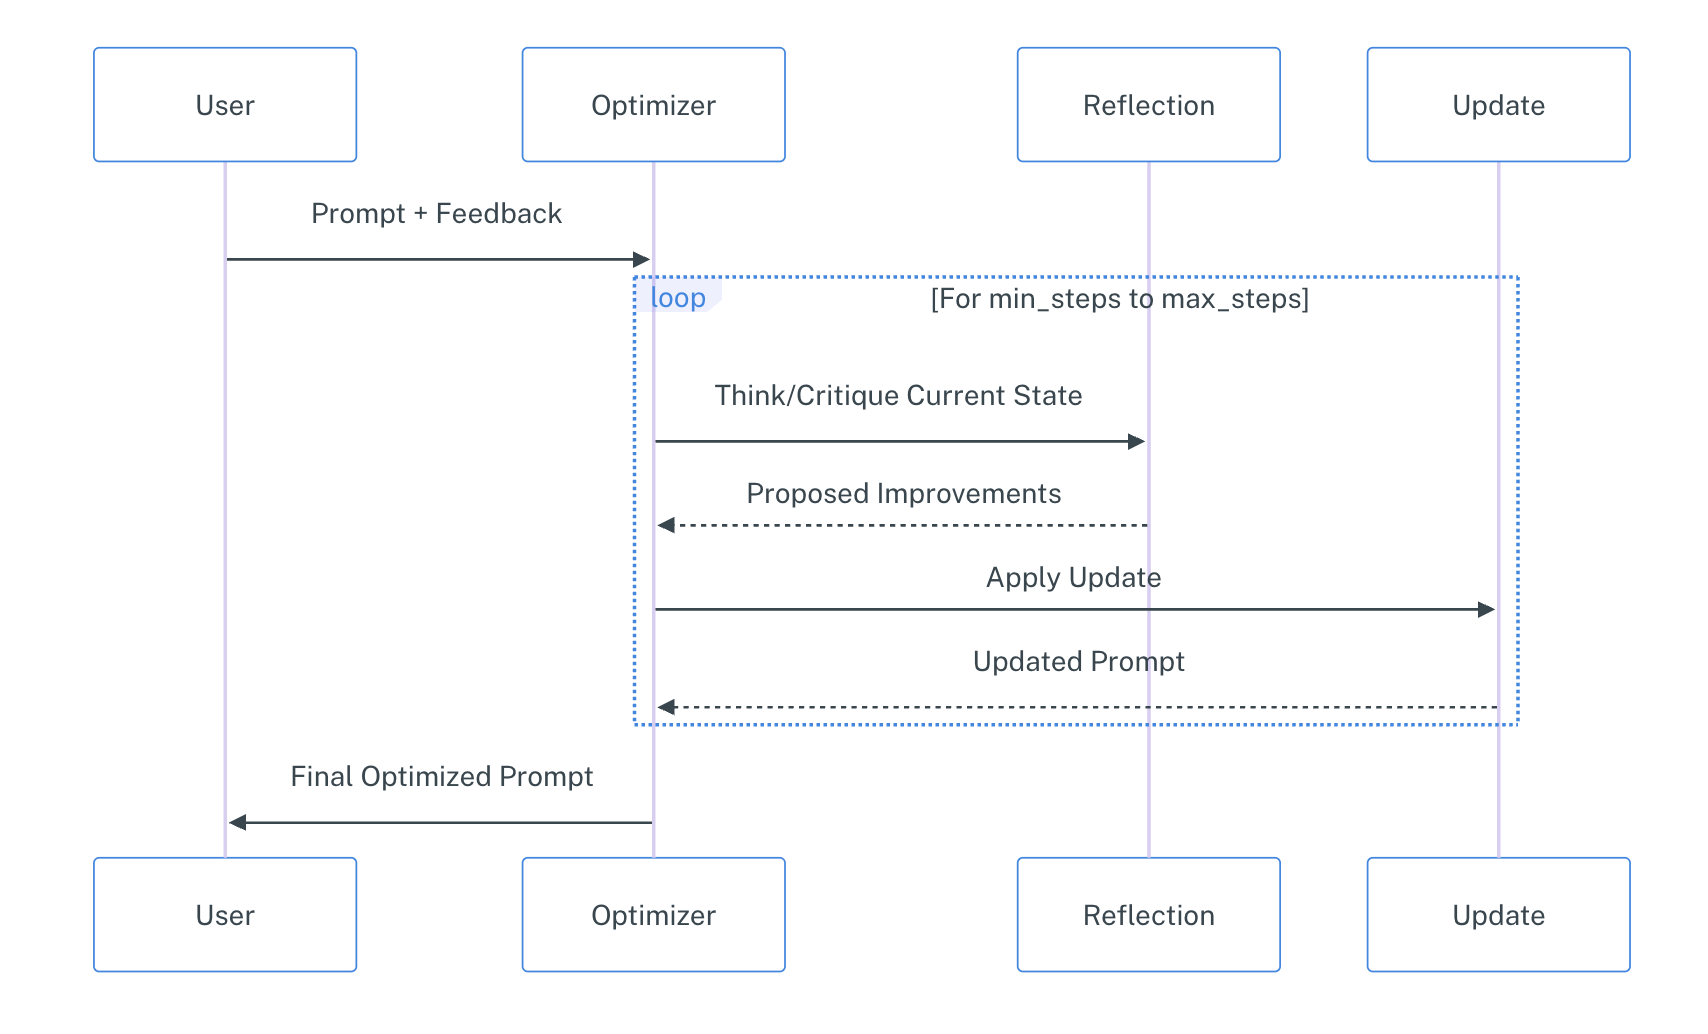 User
Optimizer
Reflection
Update
Prompt + Feedback
loop
[For min_steps to max_steps]
Think/Critique Current State
Proposed Improvements
Apply Update
Updated Prompt
Final Optimized Prompt
User
Optimizer
Reflection
Update